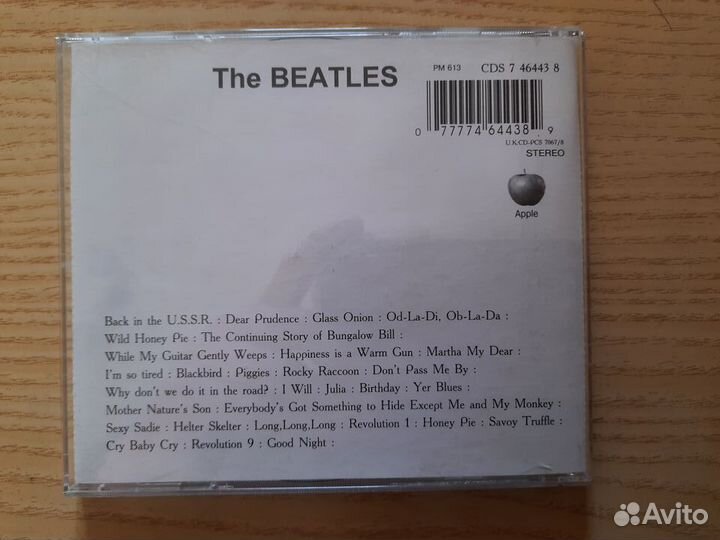 The BEATLES
PM 613 CDS 7 46443 8
0 77774 64438 9
U.K.CD-PCS 7067/8
STEREO
Apple
Back in the U.S.S.R. : Dear Prudence : Glass Onion : Od-La-Di, Ob-La-Da :
Wild Honey Pie : The Continuing Story of Bungalow Bill :
While My Guitar Gently Weeps : Happiness is a Warm Gun : Martha My Dear :
I'm so tired : Blackbird : Piggies : Rocky Raccoon : Don't Pass Me By :
Why don't we do it in the road? : I Will : Julia : Birthday : Yer Blues :
Mother Nature's Son : Everybody's Got Something to Hide Except Me and My Monkey :
Sexy Sadie : Helter Skelter : Long,Long,Long : Revolution 1 : Honey Pie : Savoy Truffle :
Cry Baby Cry : Revolution 9 : Good Night :
Avito